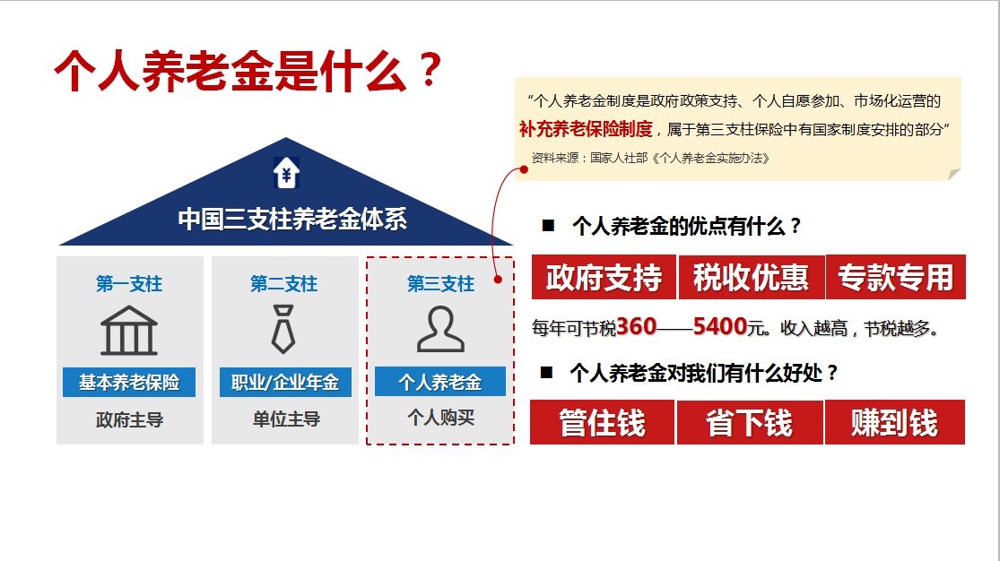 个人养老金是什么？
“个人养老金制度是政府政策支持、个人自愿参加、市场化运营的
补充养老保险制度，属于第三支柱保险中有国家制度安排的部分”
资料来源：国家人社部《个人养老金实施办法》
¥
中国三支柱养老金体系
第一支柱
基本养老保险
政府主导
第二支柱
职业/企业年金
单位主导
第三支柱
个人养老金
个人购买
■ 个人养老金的优点有什么？
政府支持 税收优惠 专款专用
每年可节税360——5400元。收入越高，节税越多。
■ 个人养老金对我们有什么好处？
管住钱 省下钱 赚到钱